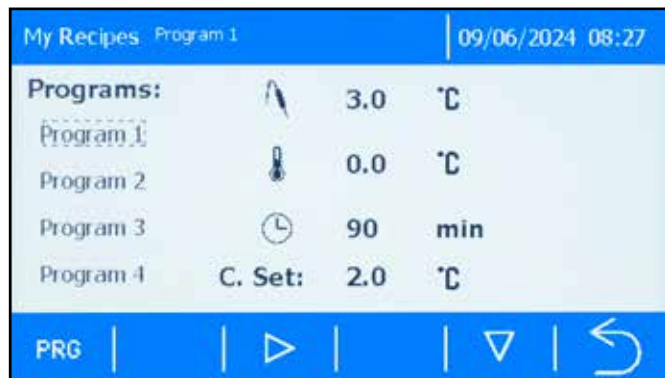 My Recipes Program 1 09/06/2024 08:27
Programs: 3.0 °C
Program 1
Program 2 0.0 °C
Program 3 90 min
Program 4 C. Set: 2.0 °C
PRG